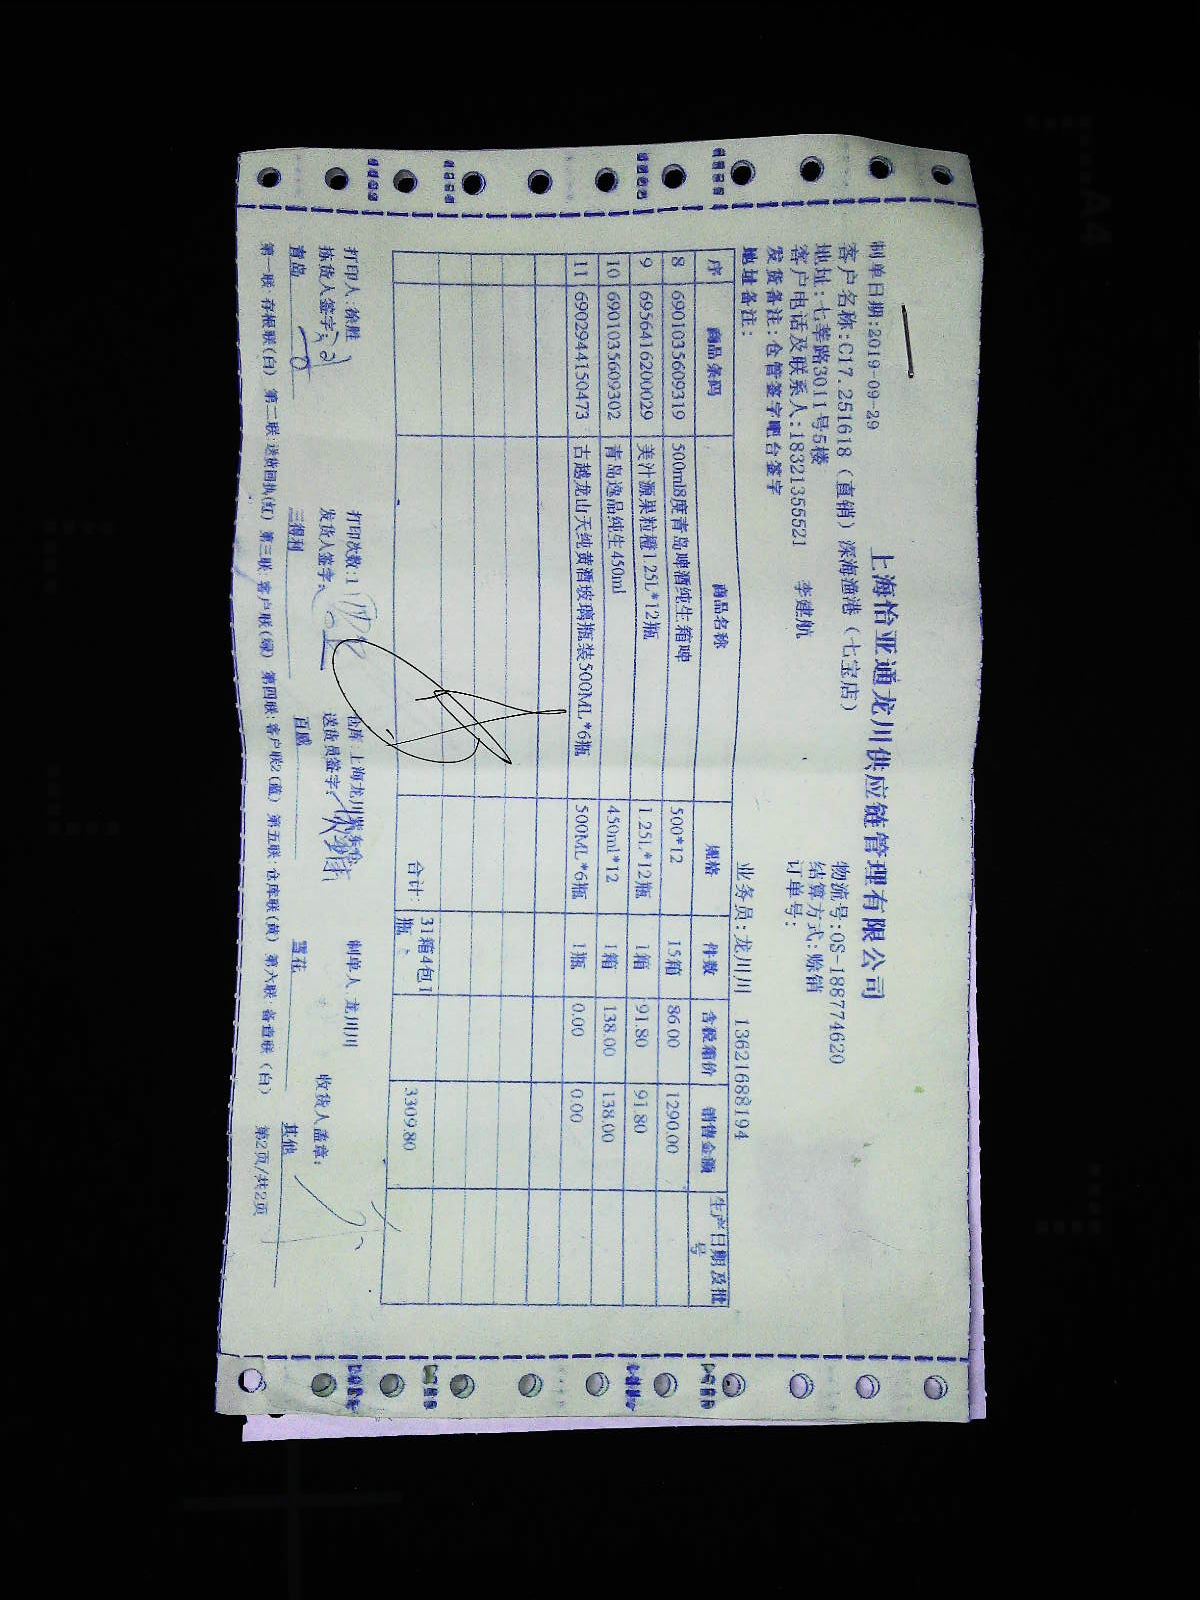 上海怡亚通龙川供应链管理有限公司
制单日期:2019-09-29
物流号:OS-188774620
客户名称:C17.251618（直销）深海渔港（七宝店）
结算方式:赊销
地址:七莘路3011号5楼
订单号:
客户电话及联系人:18321355521 李建航
发货备注:仓管签字吧台签字
地址备注:
业务员:龙川川 13621688194
序 商品条码 商品名称 规格 件数 含税箱价 销售金额 生产日期及批号
8 6901035609319 500ml8度青岛啤酒纯生箱啤 500*12 15箱 86.00 1290.00
9 6956416200029 美汁源果粒橙1.25L*12瓶 1.25L*12瓶 1箱 91.80 91.80
10 6901035609302 青岛逸品纯生450ml 450ml*12 1箱 138.00 138.00
11 6902944150473 古越龙山天纯黄酒玻璃瓶装500ML*6瓶 500ML*6瓶 1瓶 0.00 0.00
合计: 31箱4包1瓶 3309.80
打印人:徐胜 打印次数:1 仓库:上海龙川 制单人 龙川川
拣货人签字: 发货人签字: 送货员签字: 收货人盖章:
青岛 三得利 百威 雪花 其他
第一联:存根联(白) 第二联:送货回执(红) 第三联:客户联(绿) 第四联:客户联2(蓝) 第五联:仓库联(黄) 第六联:备查联(白) 第2页/共2页